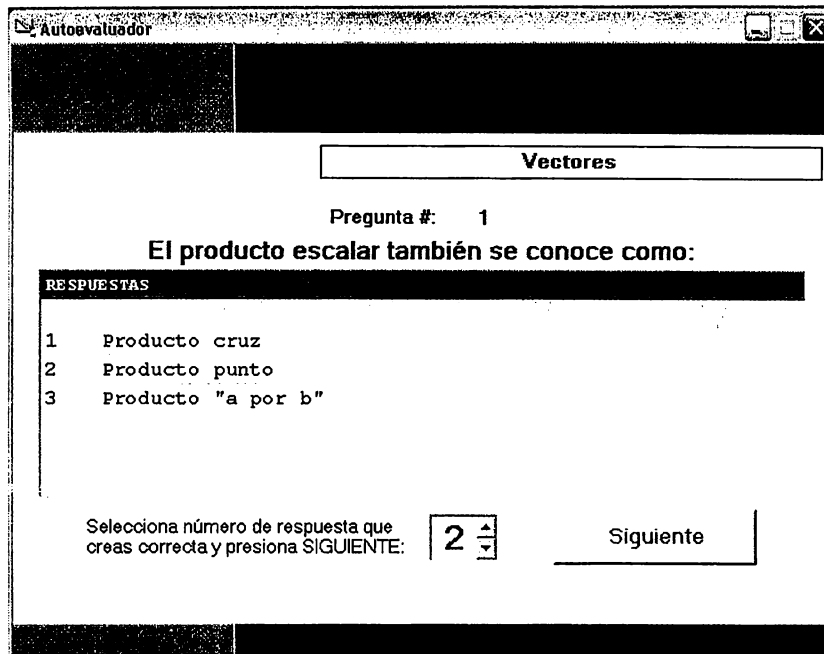 Autoevaluador
Vectores
Pregunta #: 1
El producto escalar también se conoce como:
RESPUESTAS
1 Producto cruz
2 Producto punto
3 Producto "a por b"
Selecciona número de respuesta que
creas correcta y presiona SIGUIENTE:
2
Siguiente